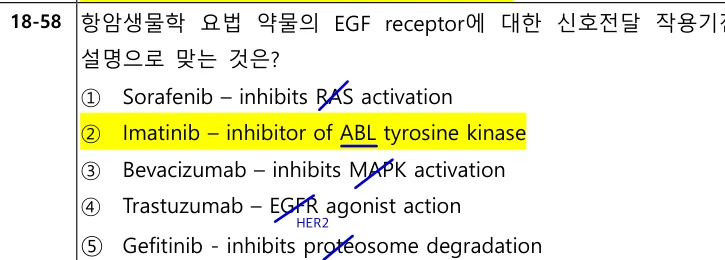 18-58 항암생물학 요법 약물의 EGF receptor에 대한 신호전달 작용기전
설명으로 맞는 것은?
① Sorafenib – inhibits RAS activation
② Imatinib – inhibitor of ABL tyrosine kinase
③ Bevacizumab – inhibits MAPK activation
④ Trastuzumab – EGFR agonist action
HER2
⑤ Gefitinib - inhibits proteosome degradation